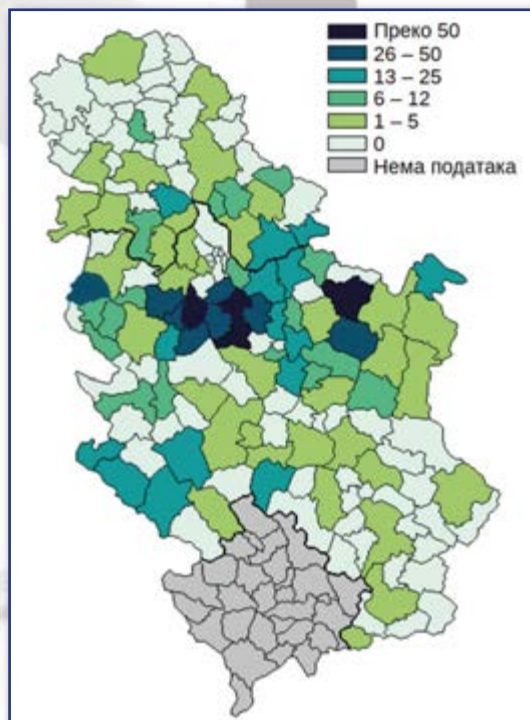 Преко 50
26 – 50
13 – 25
6 – 12
1 – 5
0
Нема података